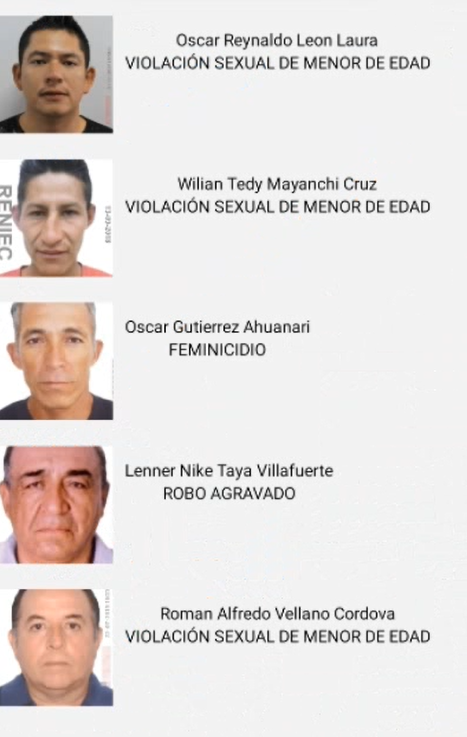 Oscar Reynaldo Leon Laura
VIOLACIÓN SEXUAL DE MENOR DE EDAD
RENIEC
Wilian Tedy Mayanchi Cruz
VIOLACIÓN SEXUAL DE MENOR DE EDAD
Oscar Gutierrez Ahuanari
FEMINICIDIO
Lenner Nike Taya Villafuerte
ROBO AGRAVADO
Roman Alfredo Vellano Cordova
VIOLACIÓN SEXUAL DE MENOR DE EDAD